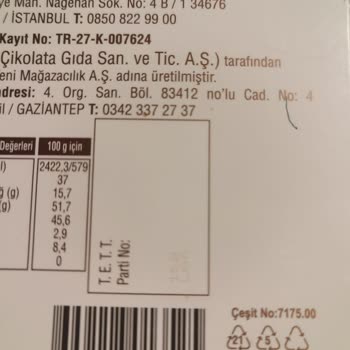 ye Mah. Nağehan Sok. No: 4 B / 1 34676
/ İSTANBUL T: 0850 822 99 00
Kayıt No: TR-27-K-007624
Çikolata Gıda San. ve Tic. A.Ş.) tarafından
eni Mağazacılık A.Ş. adına üretilmiştir.
dresi: 4. Org. San. Böl. 83412 no'lu Cad. No: 4
il / GAZİANTEP T: 0342 337 27 37
Değerleri 100 g için
l) 2422,3/579
37
ğ (g) 15,7
(g) 51,7
45,6
2,9
8,4
0
T. E. T. T.
Parti No:
Çeşit No:7175.00
21 5